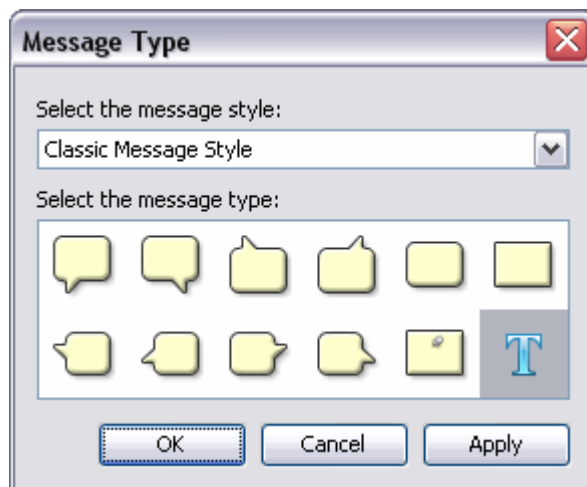 Message Type
Select the message style:
Classic Message Style
Select the message type:
T
OK Cancel Apply